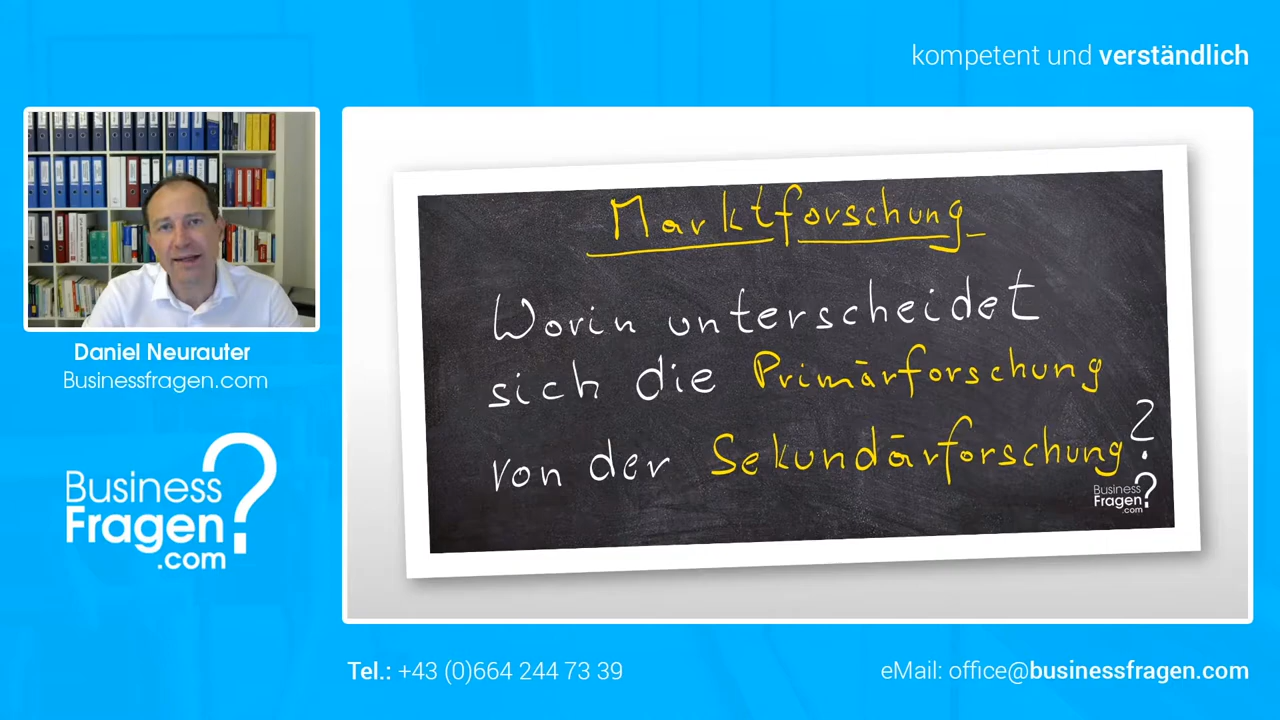 kompetent und verständlich
Daniel Neurauter
Businessfragen.com
Business
Fragen?
.com
Marktforschung
Worin unterscheidet
sich die Primärforschung
von der Sekundärforschung?
Business
Fragen?
.com
Tel.: +43 (0)664 244 73 39
eMail: office@businessfragen.com